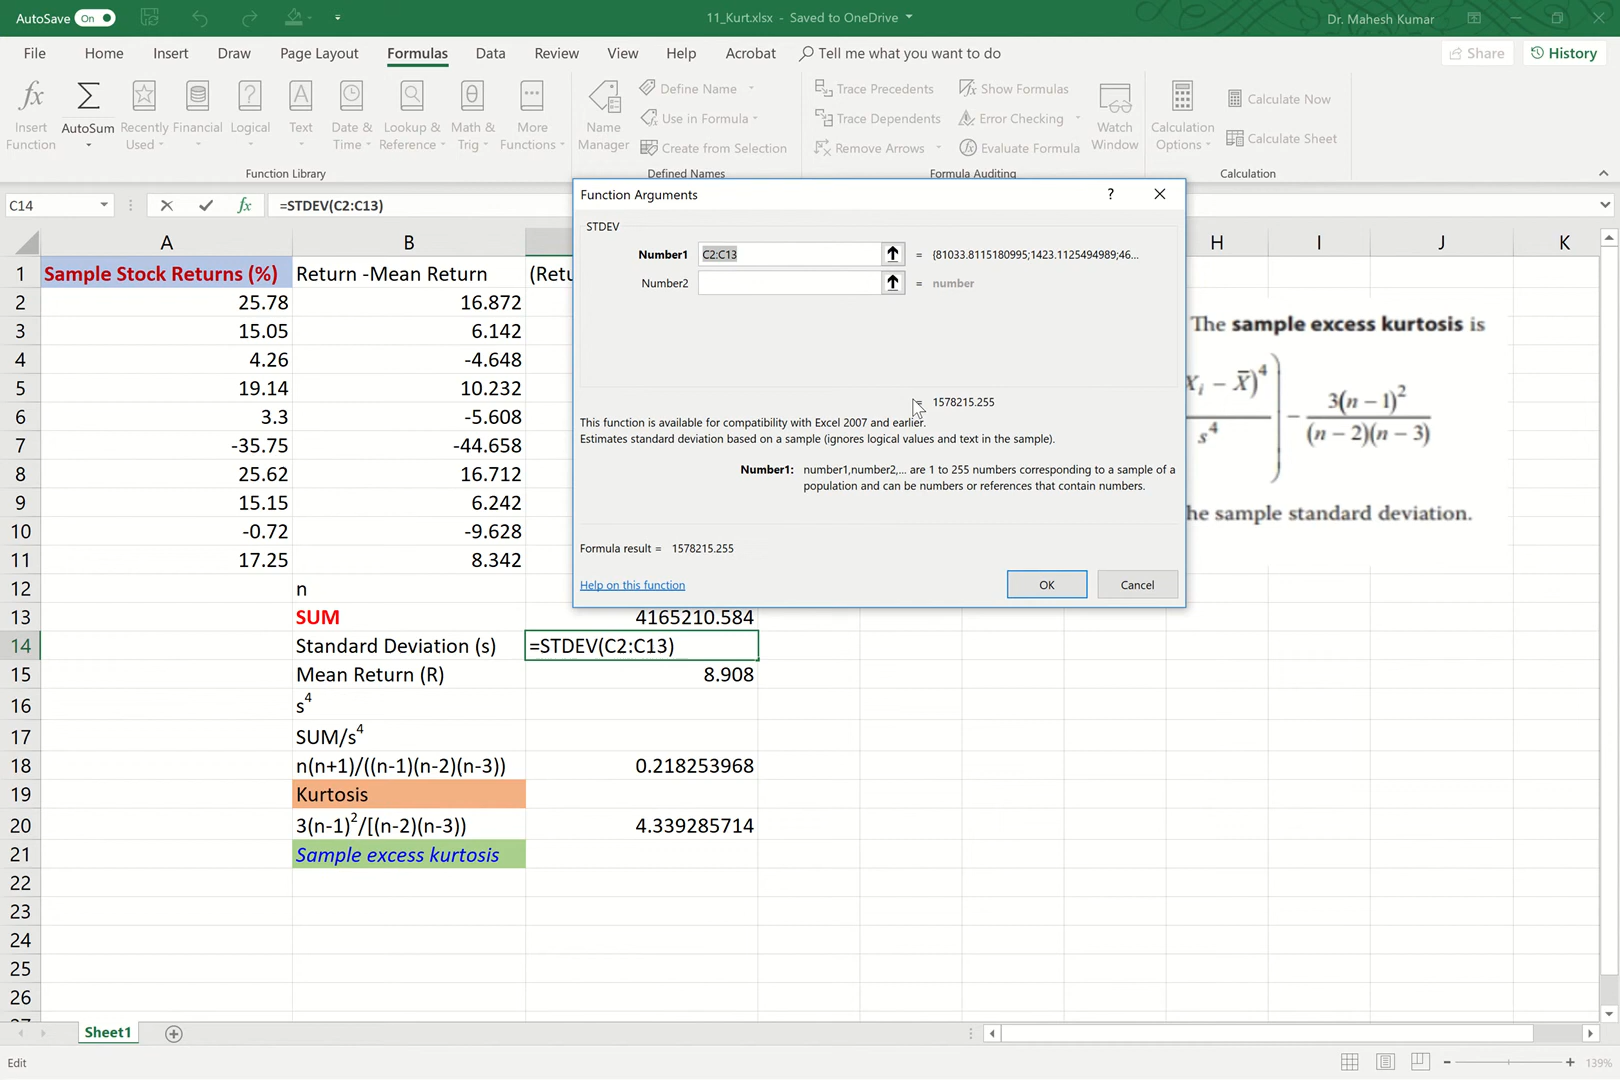 AutoSave On
11_Kurt.xlsx - Saved to OneDrive
Dr. Mahesh Kumar
File Home Insert Draw Page Layout Formulas Data Review View Help Acrobat Tell me what you want to do Share History
Insert Function
AutoSum
Recently Used
Financial
Logical
Text
Date & Time
Lookup & Reference
Math & Trig
More Functions
Function Library
Name Manager
Define Name
Use in Formula
Create from Selection
Defined Names
Trace Precedents
Trace Dependents
Remove Arrows
Show Formulas
Error Checking
Evaluate Formula
Formula Auditing
Watch Window
Calculation Options
Calculate Now
Calculate Sheet
Calculation
C14 fx =STDEV(C2:C13)
A B H I J K
1 Sample Stock Returns (%) Return -Mean Return (Retu
2 25.78 16.872
3 15.05 6.142
4 4.26 -4.648
5 19.14 10.232
6 3.3 -5.608
7 -35.75 -44.658
8 25.62 16.712
9 15.15 6.242
10 -0.72 -9.628
11 17.25 8.342
12 n
13 SUM 4165210.584
14 Standard Deviation (s) =STDEV(C2:C13)
15 Mean Return (R) 8.908
16 s4
17 SUM/s4
18 n(n+1)/((n-1)(n-2)(n-3)) 0.218253968
19 Kurtosis
20 3(n-1)2/[(n-2)(n-3)) 4.339285714
21 Sample excess kurtosis
22
23
24
25
26
Function Arguments ?
STDEV
Number1 C2:C13 = {81033.8115180995;1423.1125494989;46...
Number2 = number
= 1578215.255
This function is available for compatibility with Excel 2007 and earlier.
Estimates standard deviation based on a sample (ignores logical values and text in the sample).
Number1: number1,number2,... are 1 to 255 numbers corresponding to a sample of a
population and can be numbers or references that contain numbers.
Formula result = 1578215.255
Help on this function
OK Cancel
The sample excess kurtosis is
Xi − X̄)4
s4
− 3(n − 1)2
(n − 2)(n − 3)
he sample standard deviation.
Sheet1
Edit
139%